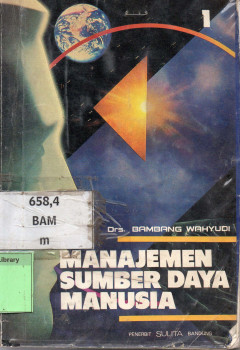 1
Drs. BAMBANG WAHYUDI
658,4
BAM
m
Library
MANAJEMEN
SUMBER DAYA
MANUSIA
PENERBIT SULITA BANDUNG